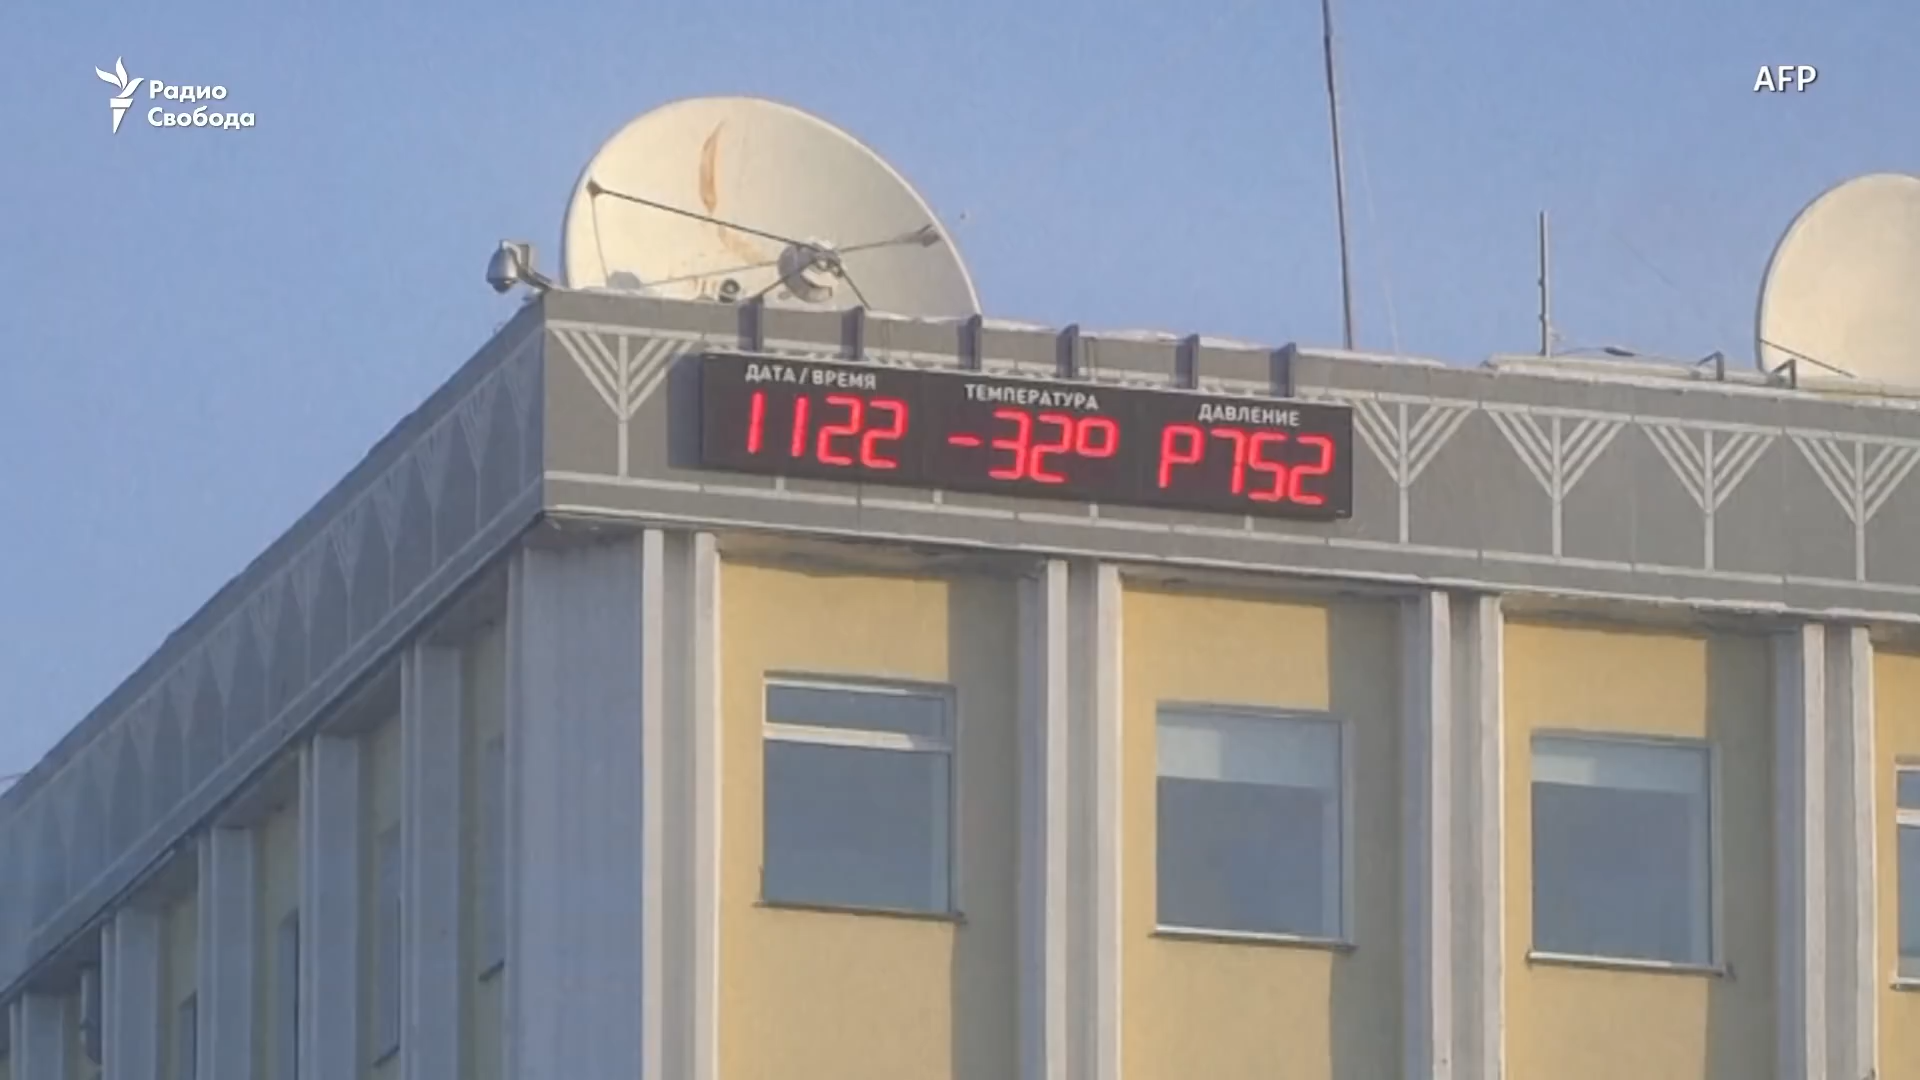 Радио
Свобода
AFP
ДАТА / ВРЕМЯ ТЕМПЕРАТУРА ДАВЛЕНИЕ
1122 -32° P752